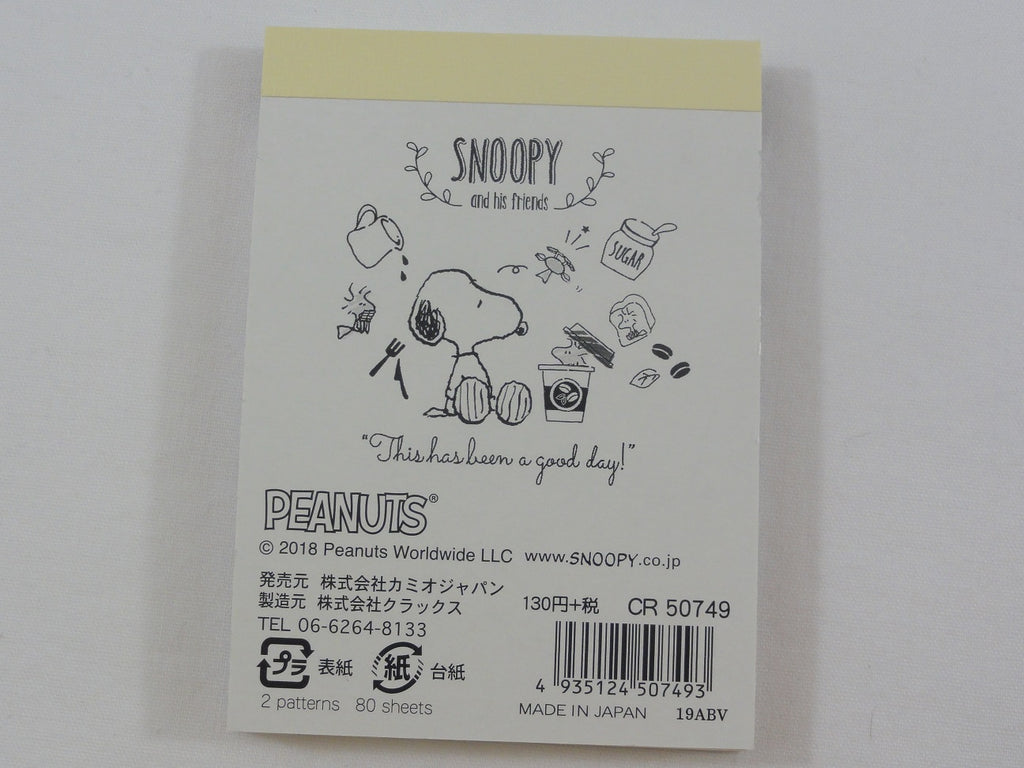 SNOOPY
and his friends
SUGAR
"This has been a good day!"
PEANUTS®
© 2018 Peanuts Worldwide LLC www.SNOOPY.co.jp
発売元 株式会社カミオジャパン
製造元 株式会社クラックス
130円+税 CR 50749
TEL 06-6264-8133
プラ 表紙 紙 台紙
4 935124 507493
2 patterns 80 sheets
MADE IN JAPAN 19ABV